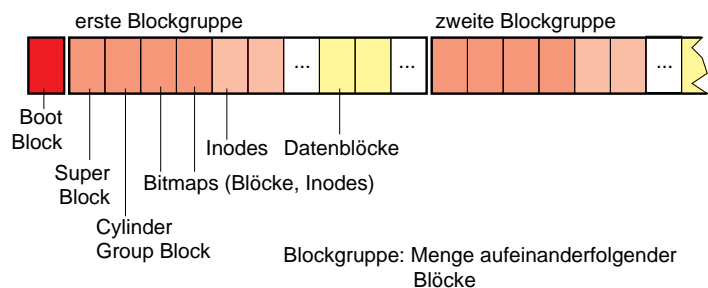 erste Blockgruppe
zweite Blockgruppe
...
...
...
Boot
Block
Inodes
Datenblöcke
Super
Block
Bitmaps (Blöcke, Inodes)
Cylinder
Group Block
Blockgruppe: Menge aufeinanderfolgender
Blöcke